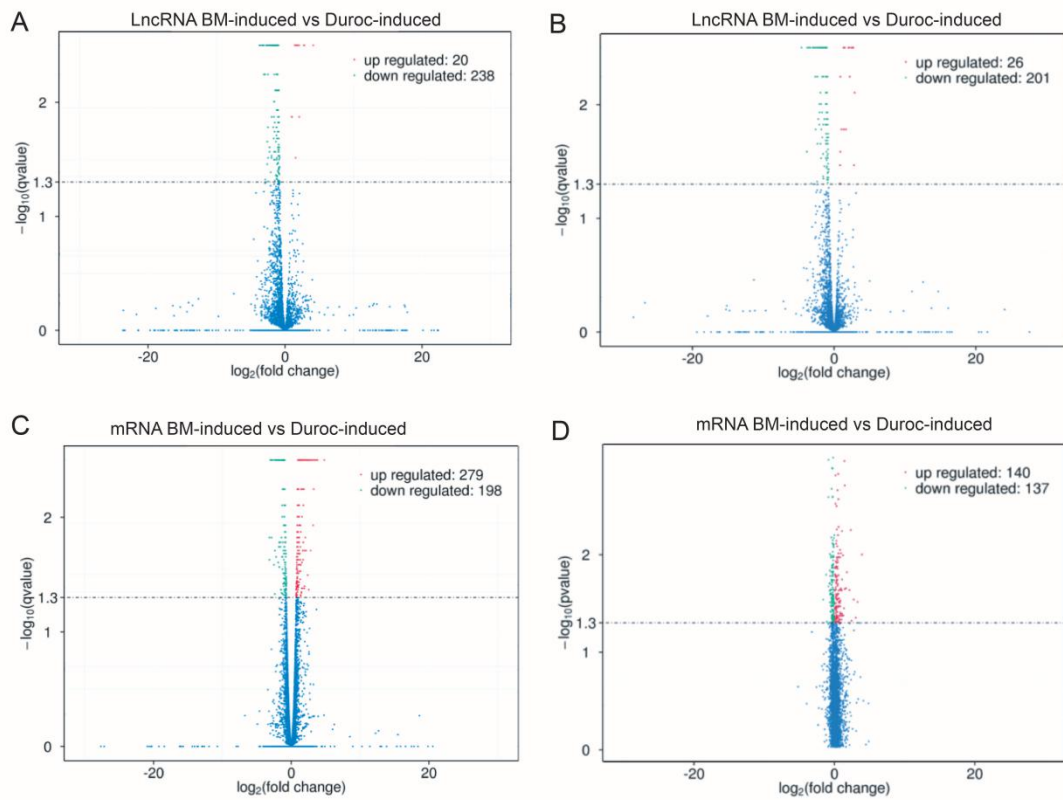 A
LncRNA BM-induced vs Duroc-induced
up regulated: 20
down regulated: 238
2
1.3
1
0
−log10(qvalue)
-20
0
20
log2(fold change)
B
LncRNA BM-induced vs Duroc-induced
up regulated: 26
down regulated: 201
2
1.3
1
0
−log10(qvalue)
-20
0
20
log2(fold change)
C
mRNA BM-induced vs Duroc-induced
up regulated: 279
down regulated: 198
2
1.3
1
0
−log10(qvalue)
-20
0
20
log2(fold change)
D
mRNA BM-induced vs Duroc-induced
up regulated: 140
down regulated: 137
2
1.3
1
0
−log10(pvalue)
-20
0
20
log2(fold change)